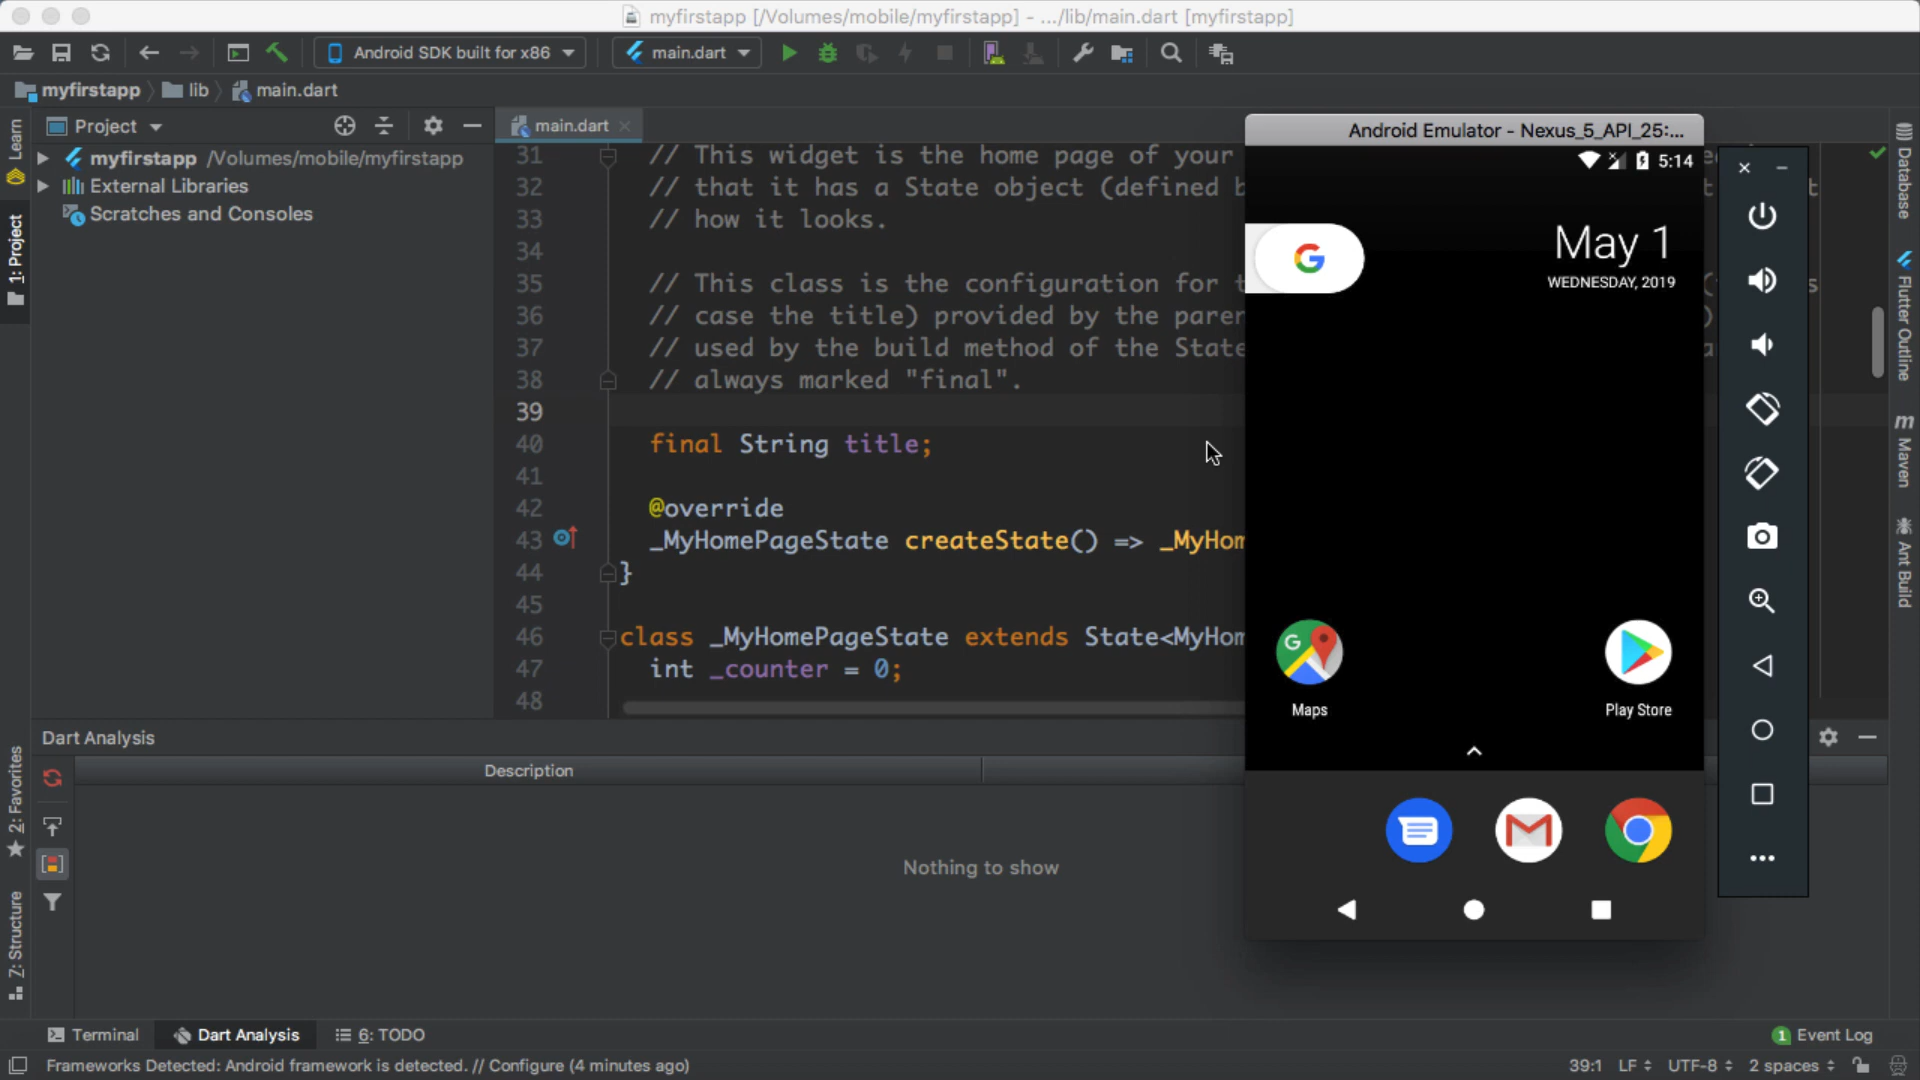 myfirstapp [/Volumes/mobile/myfirstapp] - .../lib/main.dart [myfirstapp]
Android SDK built for x86
main.dart
myfirstapp
lib
main.dart
Learn
1: Project
2: Favorites
7: Structure
Project
myfirstapp /Volumes/mobile/myfirstapp
External Libraries
Scratches and Consoles
main.dart
31 // This widget is the home page of your
32 // that it has a State object (defined b
33 // how it looks.
34
35 // This class is the configuration for t
36 // case the title) provided by the paren
37 // used by the build method of the State
38 // always marked "final".
39
40 final String title;
41
42 @override
43 _MyHomePageState createState() => _MyHom
44 }
45
46 class _MyHomePageState extends State<MyHom
47 int _counter = 0;
48
Android Emulator - Nexus_5_API_25:...
5:14
G
May 1
WEDNESDAY, 2019
G
Maps
Play Store
Database
Flutter Outline
m Maven
Ant Build
Dart Analysis
Description
Nothing to show
Terminal
Dart Analysis
6: TODO
1 Event Log
Frameworks Detected: Android framework is detected. // Configure (4 minutes ago)
39:1 LF UTF-8 2 spaces